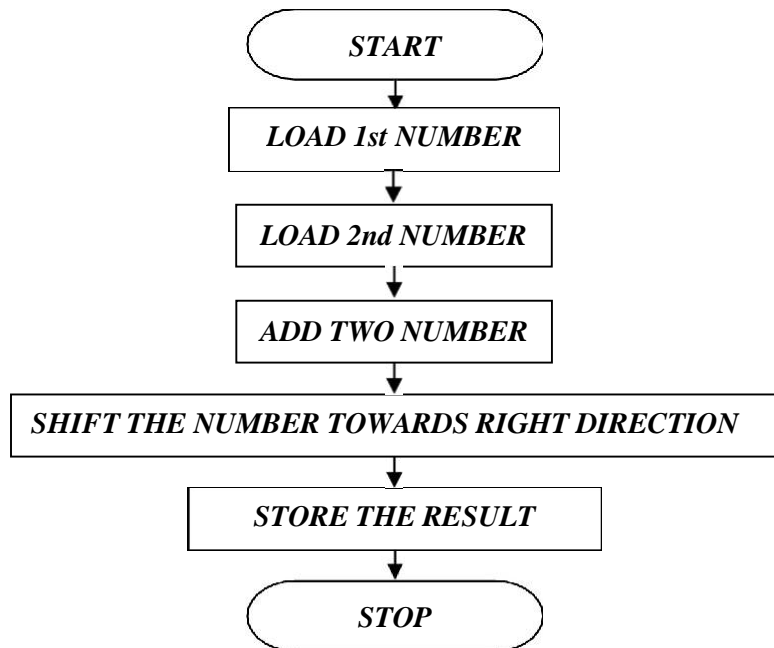 START
LOAD 1st NUMBER
LOAD 2nd NUMBER
ADD TWO NUMBER
SHIFT THE NUMBER TOWARDS RIGHT DIRECTION
STORE THE RESULT
STOP